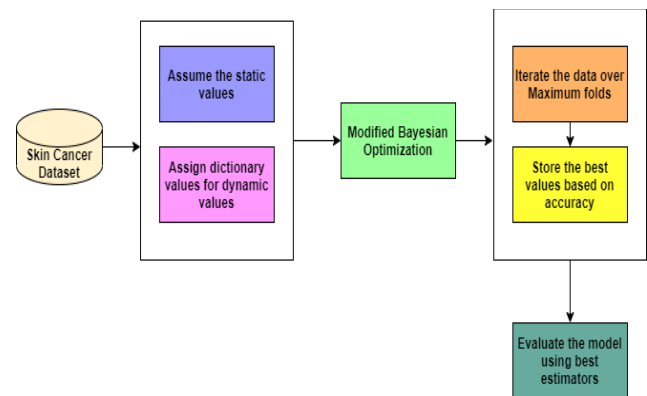 Skin Cancer
Dataset
Assume the static
values
Assign dictionary
values for dynamic
values
Modified Bayesian
Optimization
Iterate the data over
Maximum folds
Store the best
values based on
accuracy
Evaluate the model
using best
estimators